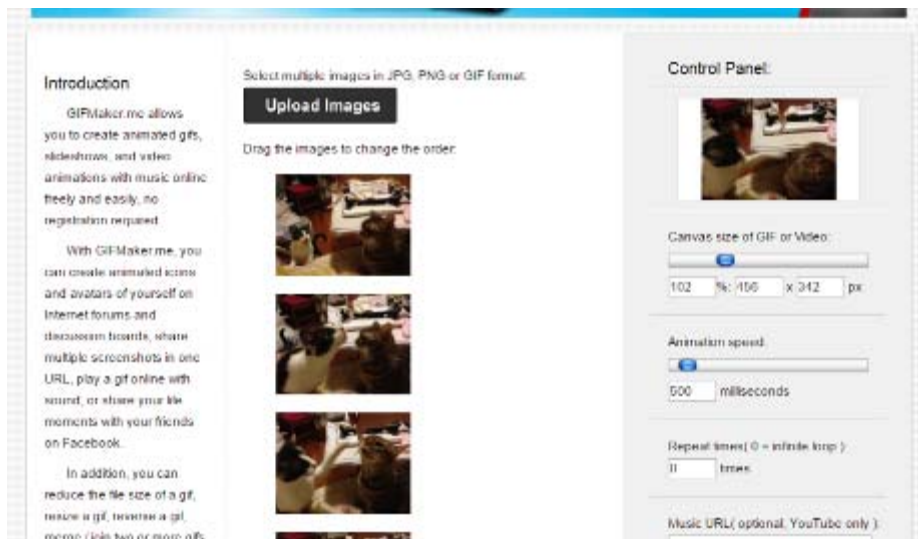 Introduction
GIFMaker.me allows
you to create animated gifs,
slideshows, and video
animations with music online
freely and easily, no
registration required
With GIFMaker.me, you
can create animated icons
and avatars of yourself on
Internet forums and
discussion boards, share
multiple screenshots in one
URL, play a gif online with
sound, or share your life
moments with your friends
on Facebook.
In addition, you can
reduce the file size of a gif,
resize a gif, reverse a gif,
merge / join two or more gifs
Select multiple images in JPG, PNG or GIF format.
Upload Images
Drag the images to change the order:
Control Panel:
Canvas size of GIF or Video:
102 %: 456 x 342 px
Animation speed:
500 milliseconds
Repeat times( 0 = infinite loop ):
0 times
Music URL( optional, YouTube only ):